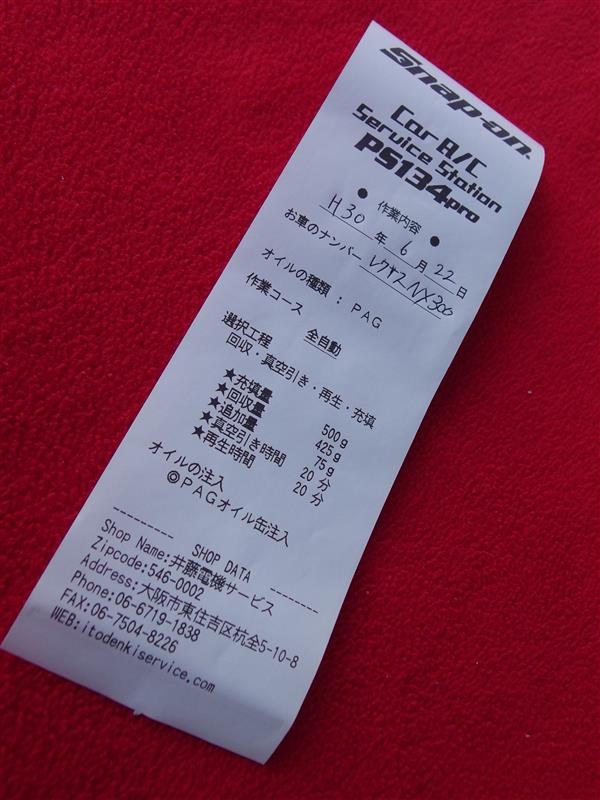 Snap-on
Car A/C
Service Station
PS134pro
● 作業内容 ●
H30 年 6 月 22 日
お車のナンバー レクサスNX300
オイルの種類 : PAG
作業コース 全自動
選択工程
回収・真空引き・再生・充填
★充填量 500g
★回収量 425g
★追加量 75g
★真空引き時間 20 分
★再生時間 20 分
オイルの注入
◎PAGオイル缶注入
--------- SHOP DATA --------
Shop Name:井藤電機サービス
Zipcode:546-0002
Address:大阪市東住吉区杭全5-10-8
Phone:06-6719-1838
FAX:06-7504-8226
WEB:itodenkiservice.com